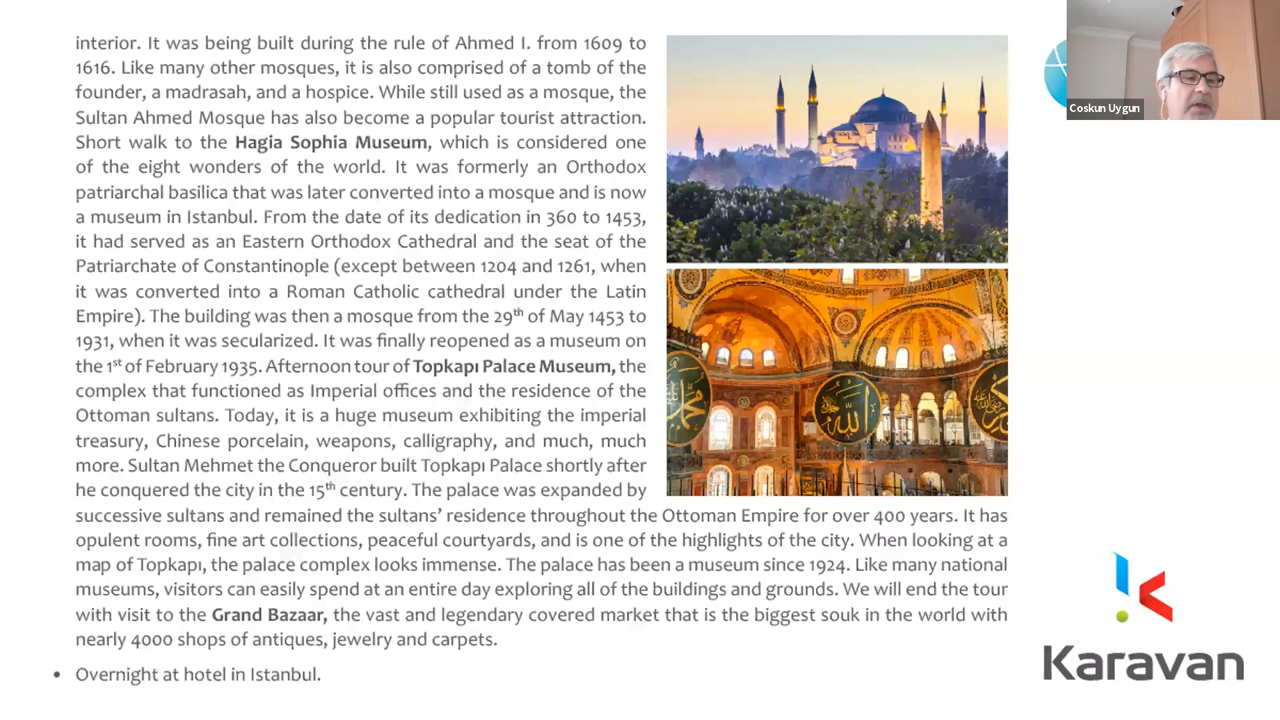 interior. It was being built during the rule of Ahmed I. from 1609 to
1616. Like many other mosques, it is also comprised of a tomb of the
founder, a madrasah, and a hospice. While still used as a mosque, the
Sultan Ahmed Mosque has also become a popular tourist attraction.
Short walk to the Hagia Sophia Museum, which is considered one
of the eight wonders of the world. It was formerly an Orthodox
patriarchal basilica that was later converted into a mosque and is now
a museum in Istanbul. From the date of its dedication in 360 to 1453,
it had served as an Eastern Orthodox Cathedral and the seat of the
Patriarchate of Constantinople (except between 1204 and 1261, when
it was converted into a Roman Catholic cathedral under the Latin
Empire). The building was then a mosque from the 29th of May 1453 to
1931, when it was secularized. It was finally reopened as a museum on
the 1st of February 1935. Afternoon tour of Topkapı Palace Museum, the
complex that functioned as Imperial offices and the residence of the
Ottoman sultans. Today, it is a huge museum exhibiting the imperial
treasury, Chinese porcelain, weapons, calligraphy, and much, much
more. Sultan Mehmet the Conqueror built Topkapı Palace shortly after
he conquered the city in the 15th century. The palace was expanded by
successive sultans and remained the sultans' residence throughout the Ottoman Empire for over 400 years. It has
opulent rooms, fine art collections, peaceful courtyards, and is one of the highlights of the city. When looking at a
map of Topkapı, the palace complex looks immense. The palace has been a museum since 1924. Like many national
museums, visitors can easily spend at an entire day exploring all of the buildings and grounds. We will end the tour
with visit to the Grand Bazaar, the vast and legendary covered market that is the biggest souk in the world with
nearly 4000 shops of antiques, jewelry and carpets.
• Overnight at hotel in Istanbul.
Coskun Uygun
محمد
الله
Karavan